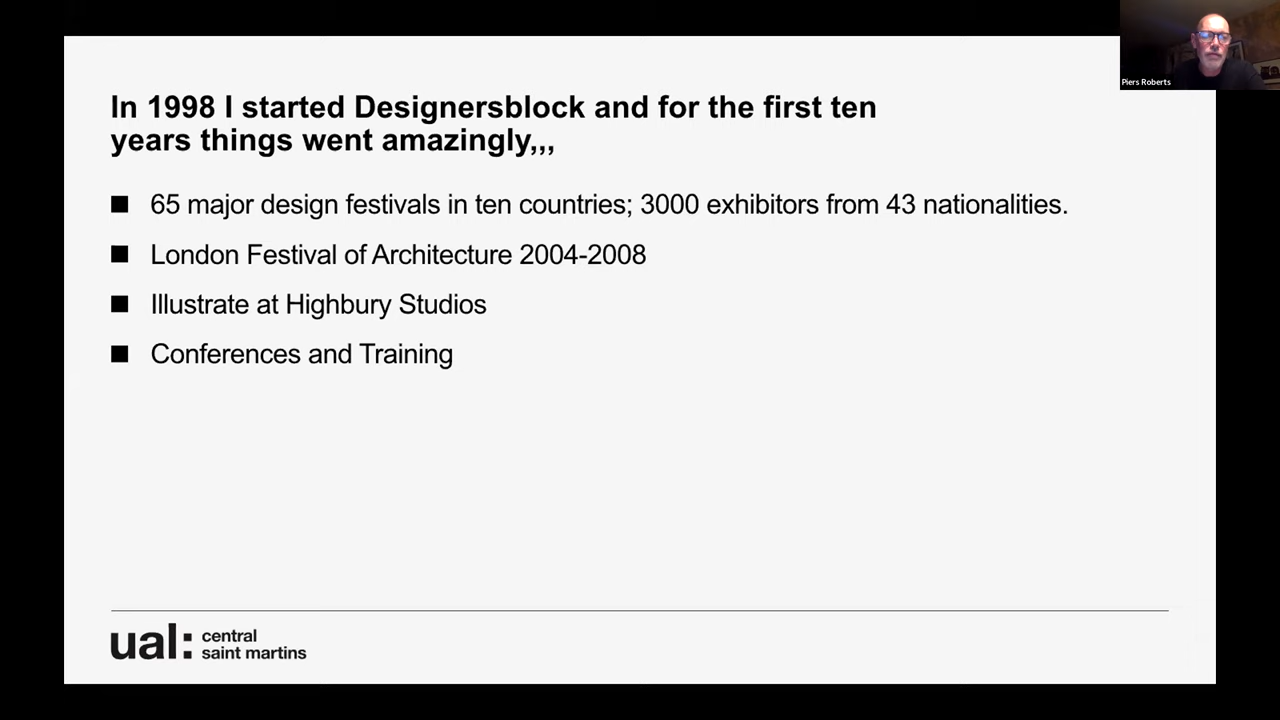 Piers Roberts
In 1998 I started Designersblock and for the first ten
years things went amazingly,,,
■ 65 major design festivals in ten countries; 3000 exhibitors from 43 nationalities.
■ London Festival of Architecture 2004-2008
■ Illustrate at Highbury Studios
■ Conferences and Training
ual: central
saint martins